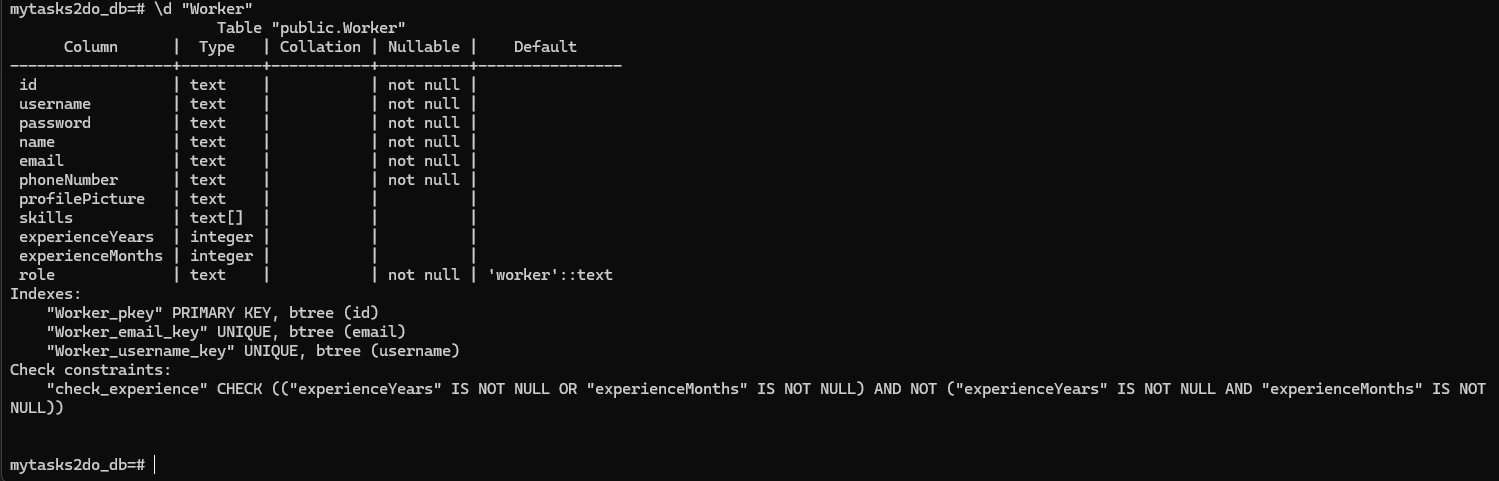 mytasks2do_db=# \d "Worker"
                       Table "public.Worker"
      Column      |  Type   | Collation | Nullable |    Default
------------------+---------+-----------+----------+----------------
 id               | text    |           | not null |
 username         | text    |           | not null |
 password         | text    |           | not null |
 name             | text    |           | not null |
 email            | text    |           | not null |
 phoneNumber      | text    |           | not null |
 profilePicture   | text    |           |          |
 skills           | text[]  |           |          |
 experienceYears  | integer |           |          |
 experienceMonths | integer |           |          |
 role             | text    |           | not null | 'worker'::text
Indexes:
    "Worker_pkey" PRIMARY KEY, btree (id)
    "Worker_email_key" UNIQUE, btree (email)
    "Worker_username_key" UNIQUE, btree (username)
Check constraints:
    "check_experience" CHECK (("experienceYears" IS NOT NULL OR "experienceMonths" IS NOT NULL) AND NOT ("experienceYears" IS NOT NULL AND "experienceMonths" IS NOT
NULL))
mytasks2do_db=#